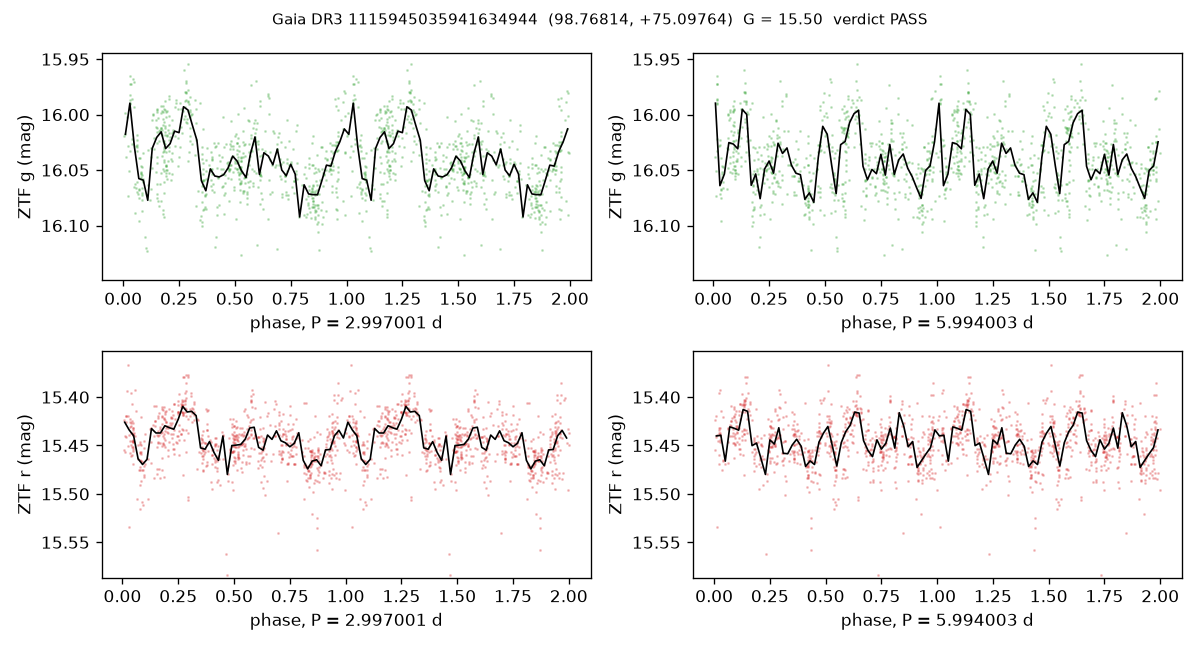 Gaia DR3 1115945035941634944 (98.76814, +75.09764) G = 15.50 verdict PASS
ZTF g (mag)
15.95
16.00
16.05
16.10
0.00 0.25 0.50 0.75 1.00 1.25 1.50 1.75 2.00
phase, P = 2.997001 d
ZTF g (mag)
15.95
16.00
16.05
16.10
0.00 0.25 0.50 0.75 1.00 1.25 1.50 1.75 2.00
phase, P = 5.994003 d
ZTF r (mag)
15.40
15.45
15.50
15.55
0.00 0.25 0.50 0.75 1.00 1.25 1.50 1.75 2.00
phase, P = 2.997001 d
ZTF r (mag)
15.40
15.45
15.50
15.55
0.00 0.25 0.50 0.75 1.00 1.25 1.50 1.75 2.00
phase, P = 5.994003 d